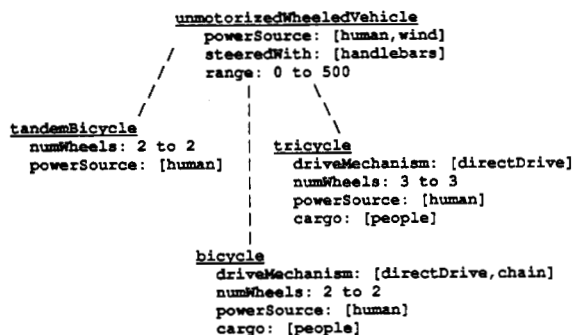 unmotorizedWheeledVehicle
powerSource: [human,wind]
steeredWith: [handlebars]
range: 0 to 500
tandemBicycle
numWheels: 2 to 2
powerSource: [human]
tricycle
driveMechanism: [directDrive]
numWheels: 3 to 3
powerSource: [human]
cargo: [people]
bicycle
driveMechanism: [directDrive,chain]
numWheels: 2 to 2
powerSource: [human]
cargo: [people]